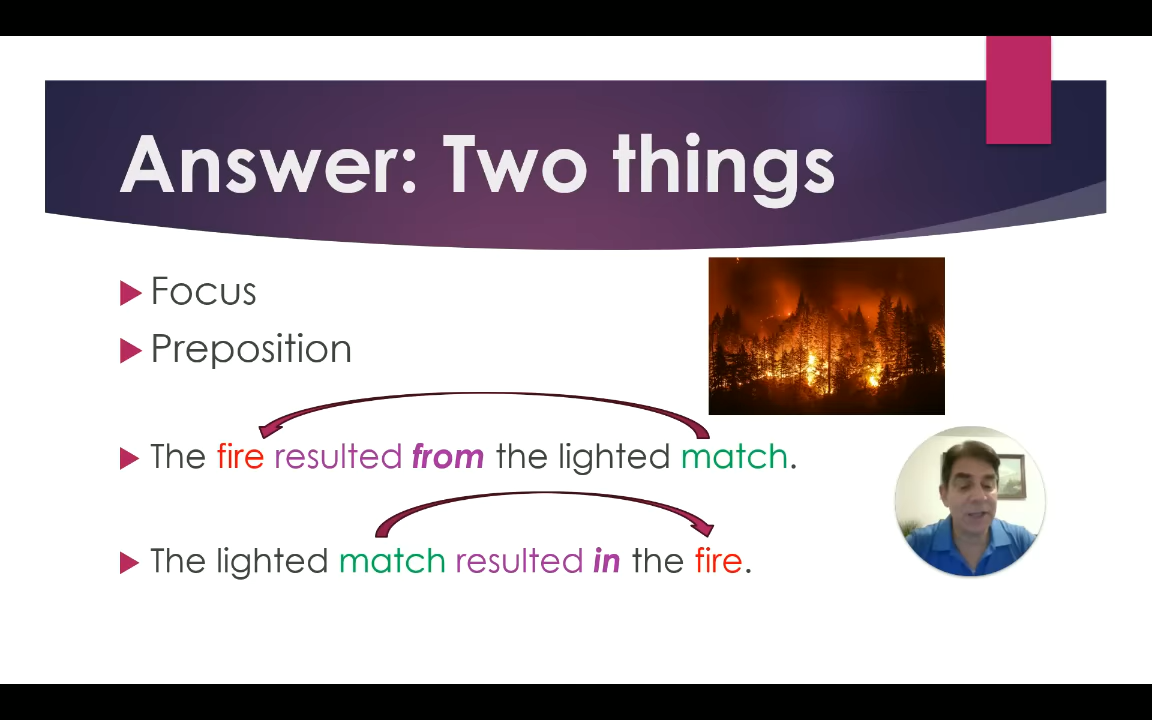 Answer: Two things
Focus
Preposition
The fire resulted from the lighted match.
The lighted match resulted in the fire.